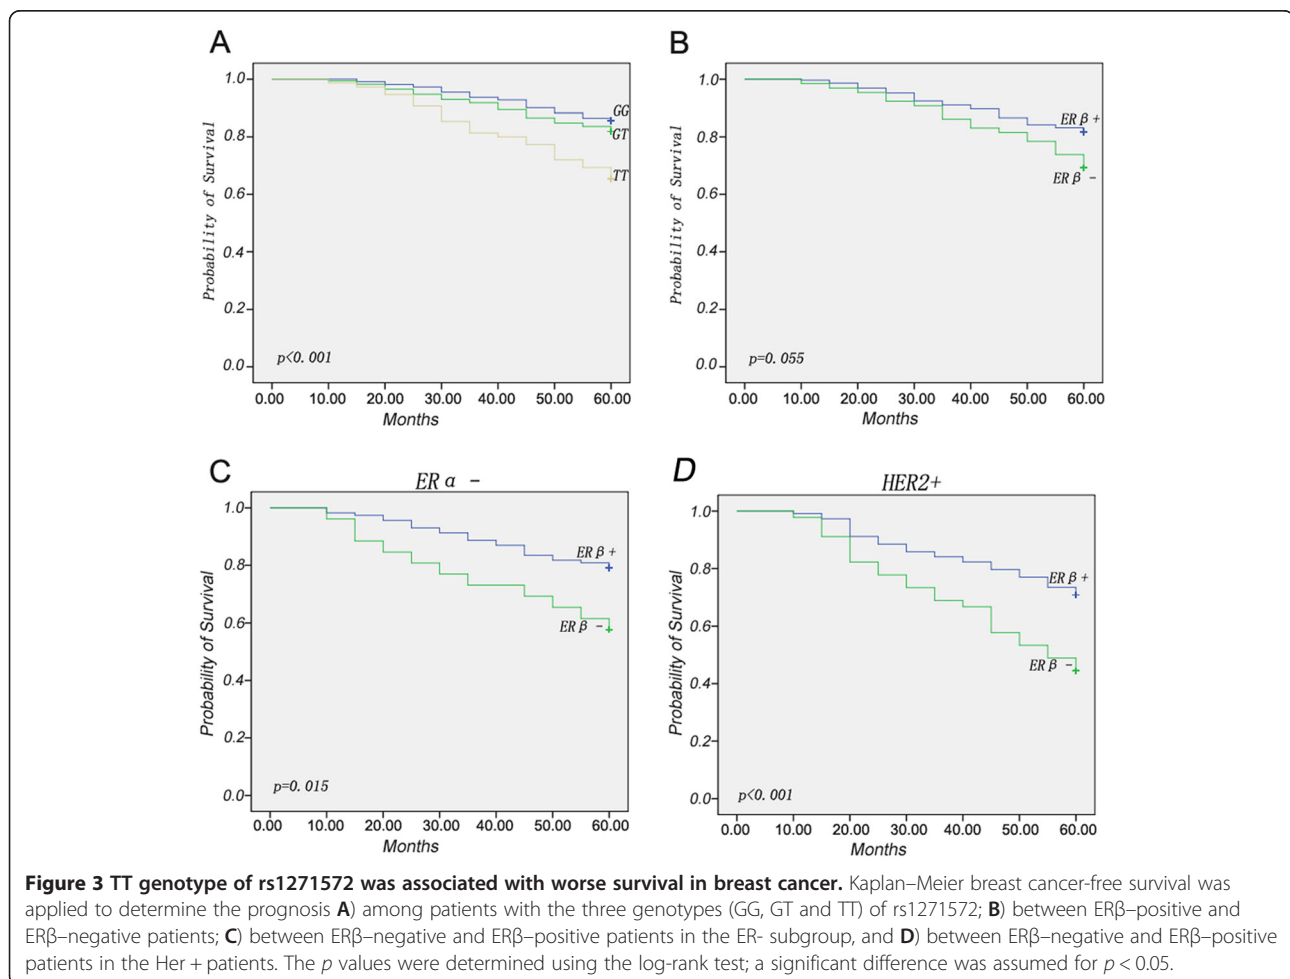 A
1.0
0.8
0.6
0.4
0.2
0.0
Probability of Survival
GG
GT
TT
p<0.001
0.00 10.00 20.00 30.00 40.00 50.00 60.00
Months
B
1.0
0.8
0.6
0.4
0.2
0.0
Probability of Survival
ER β +
ER β −
p=0.055
0.00 10.00 20.00 30.00 40.00 50.00 60.00
Months
C
ER α −
1.0
0.8
0.6
0.4
0.2
0.0
Probability of Survival
ER β +
ER β −
p=0.015
0.00 10.00 20.00 30.00 40.00 50.00 60.00
Months
D
HER2+
1.0
0.8
0.6
0.4
0.2
0.0
Probability of Survival
ER β +
ER β −
p<0.001
0.00 10.00 20.00 30.00 40.00 50.00 60.00
Months
Figure 3 TT genotype of rs1271572 was associated with worse survival in breast cancer. Kaplan–Meier breast cancer-free survival was
applied to determine the prognosis A) among patients with the three genotypes (GG, GT and TT) of rs1271572; B) between ERβ–positive and
ERβ–negative patients; C) between ERβ–negative and ERβ–positive patients in the ER- subgroup, and D) between ERβ–negative and ERβ–positive
patients in the Her + patients. The p values were determined using the log-rank test; a significant difference was assumed for p < 0.05.